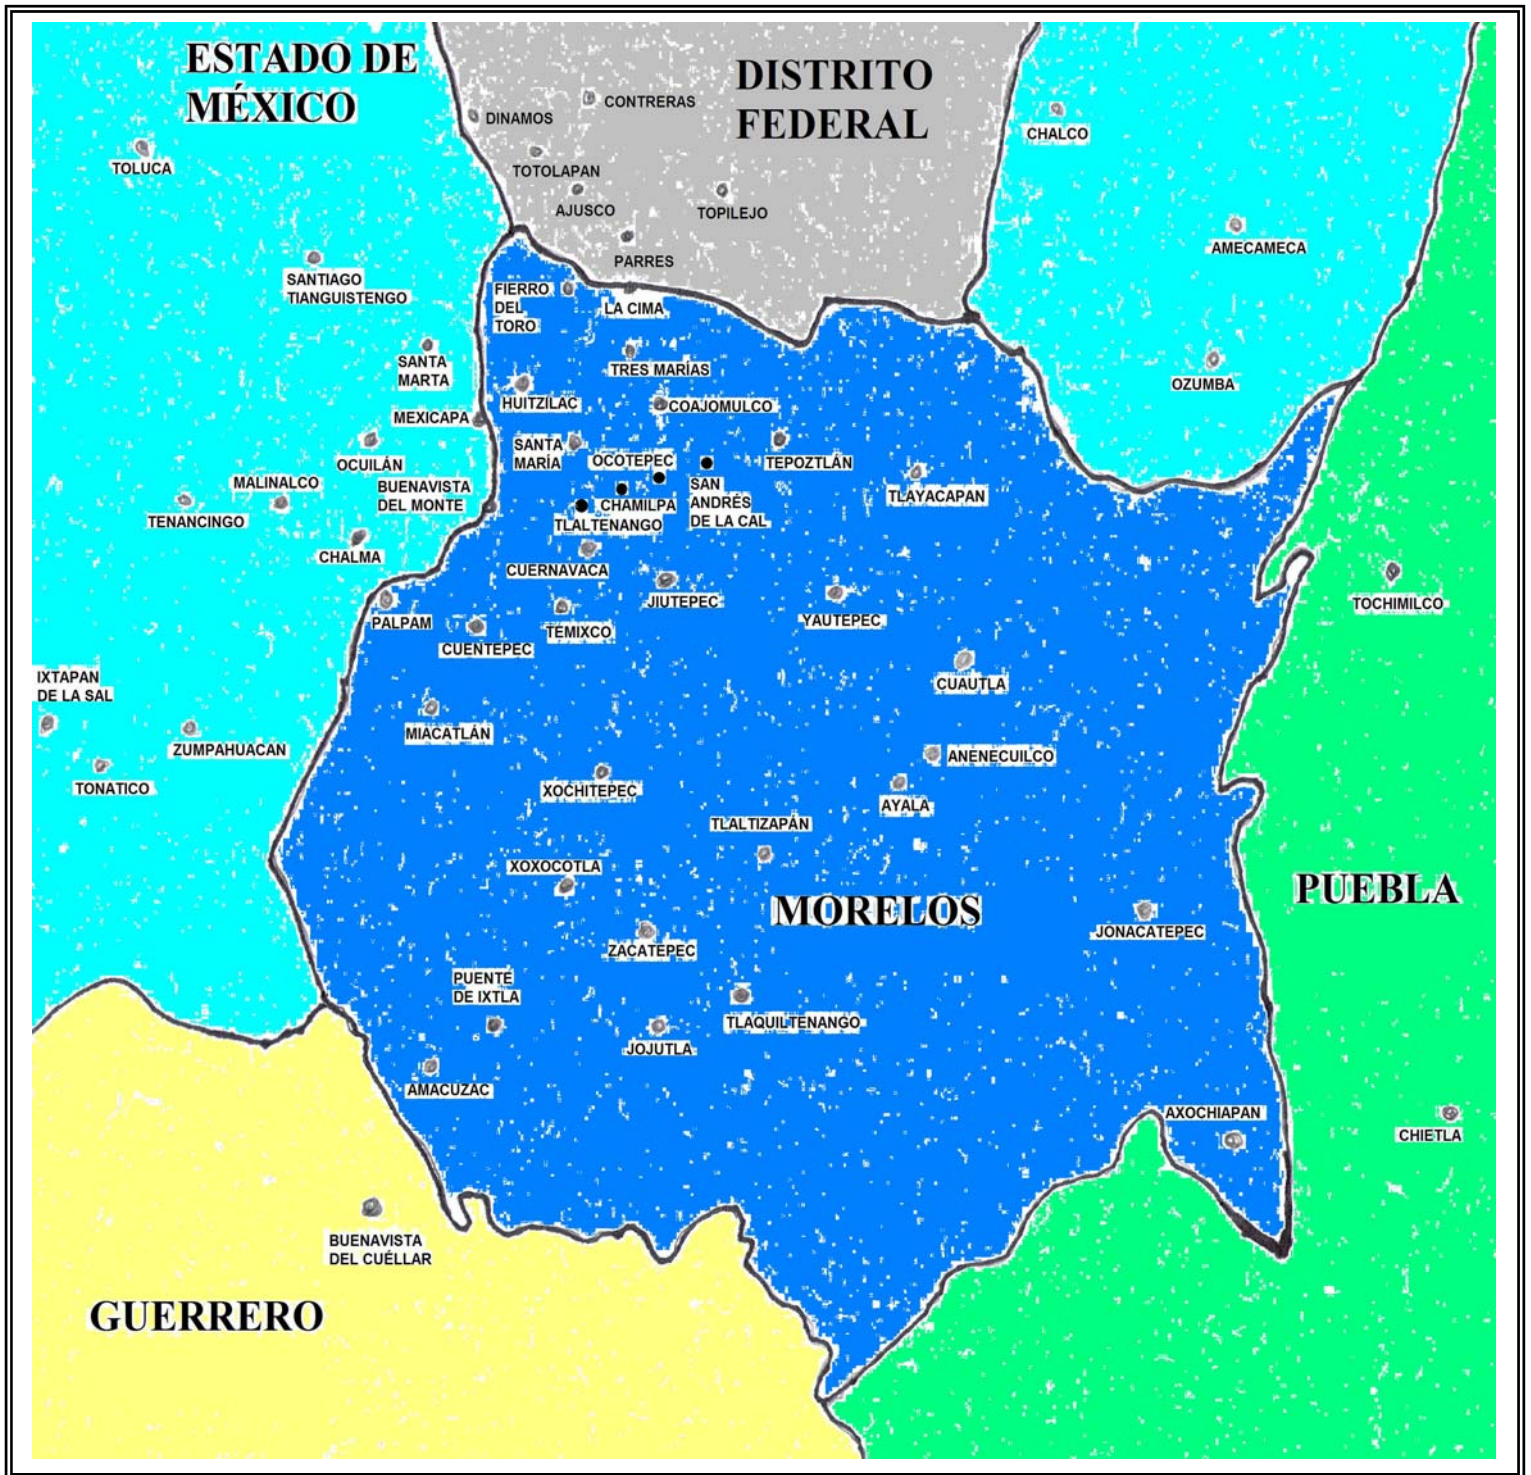 ESTADO DE
MÉXICO
DISTRITO
FEDERAL
CONTRERAS
DINAMOS
CHALCO
TOLUCA
TOTOLAPAN
AJUSCO
TOPILEJO
AMECAMECA
PARRES
SANTIAGO
TIANGUISTENGO
FIERRO
DEL
TORO
LA CIMA
SANTA
MARTA
TRES MARÍAS
OZUMBA
HUITZILAC
COAJOMULCO
MEXICAPA
SANTA
MARÍA
OCOTEPEC
TEPOZTLÁN
OCUILÁN
MALINALCO
BUENAVISTA
DEL MONTE
SAN
ANDRÉS
DE LA CAL
TLAYACAPAN
CHAMILPA
TENANCINGO
TLALTENANGO
CHALMA
CUERNAVACA
JIUTEPEC
TOCHIMILCO
PALPAM
YAUTEPEC
TEMIXCO
CUENTEPEC
IXTAPAN
DE LA SAL
CUAUTLA
MIACATLÁN
ZUMPAHUACÁN
ANENECUILCO
TONATICO
XOCHITEPEC
AYALA
TLALTIZAPÁN
XOXOCOTLA
PUEBLA
MORELOS
JONACATEPEC
ZACATEPEC
PUENTE
DE IXTLA
TLAQUILTENANGO
JOJUTLA
AMACUZAC
AXOCHIAPAN
CHIETLA
BUENAVISTA
DEL CUÉLLAR
GUERRERO